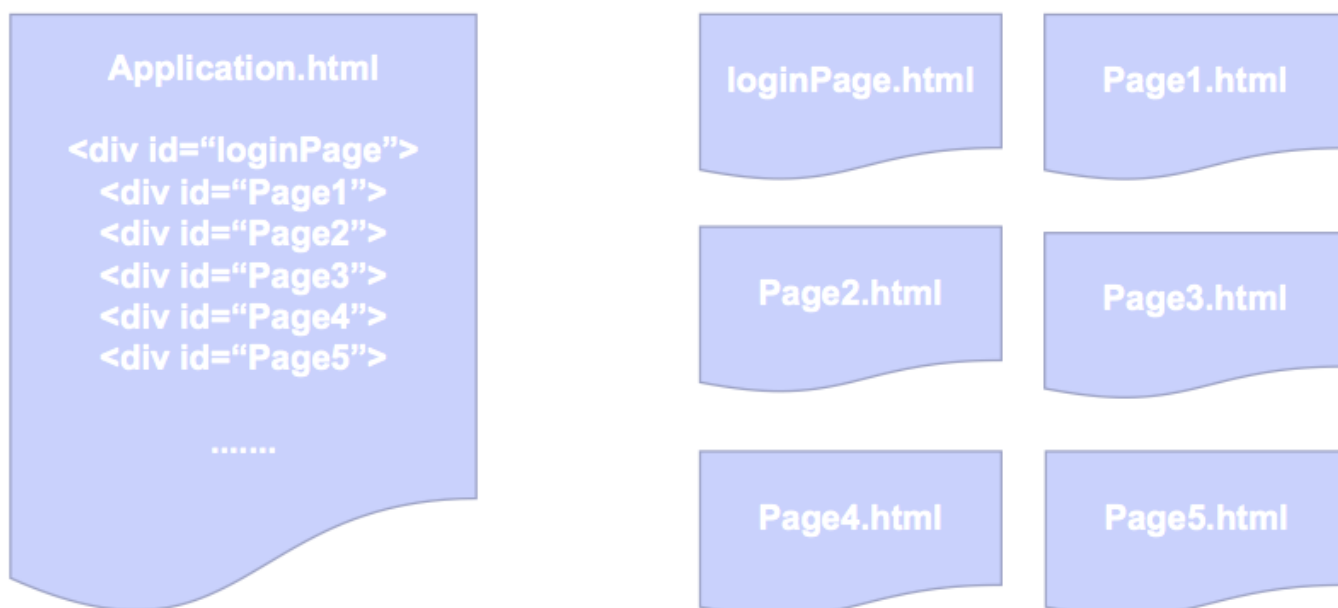 Application.html
<div id=“loginPage”>
<div id=“Page1”>
<div id=“Page2”>
<div id=“Page3”>
<div id=“Page4”>
<div id=“Page5”>
.......
loginPage.html
Page1.html
Page2.html
Page3.html
Page4.html
Page5.html